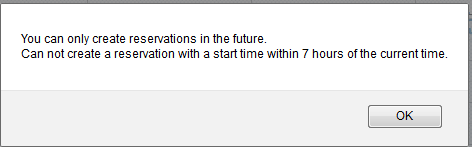 You can only create reservations in the future.
Can not create a reservation with a start time within 7 hours of the current time.
OK